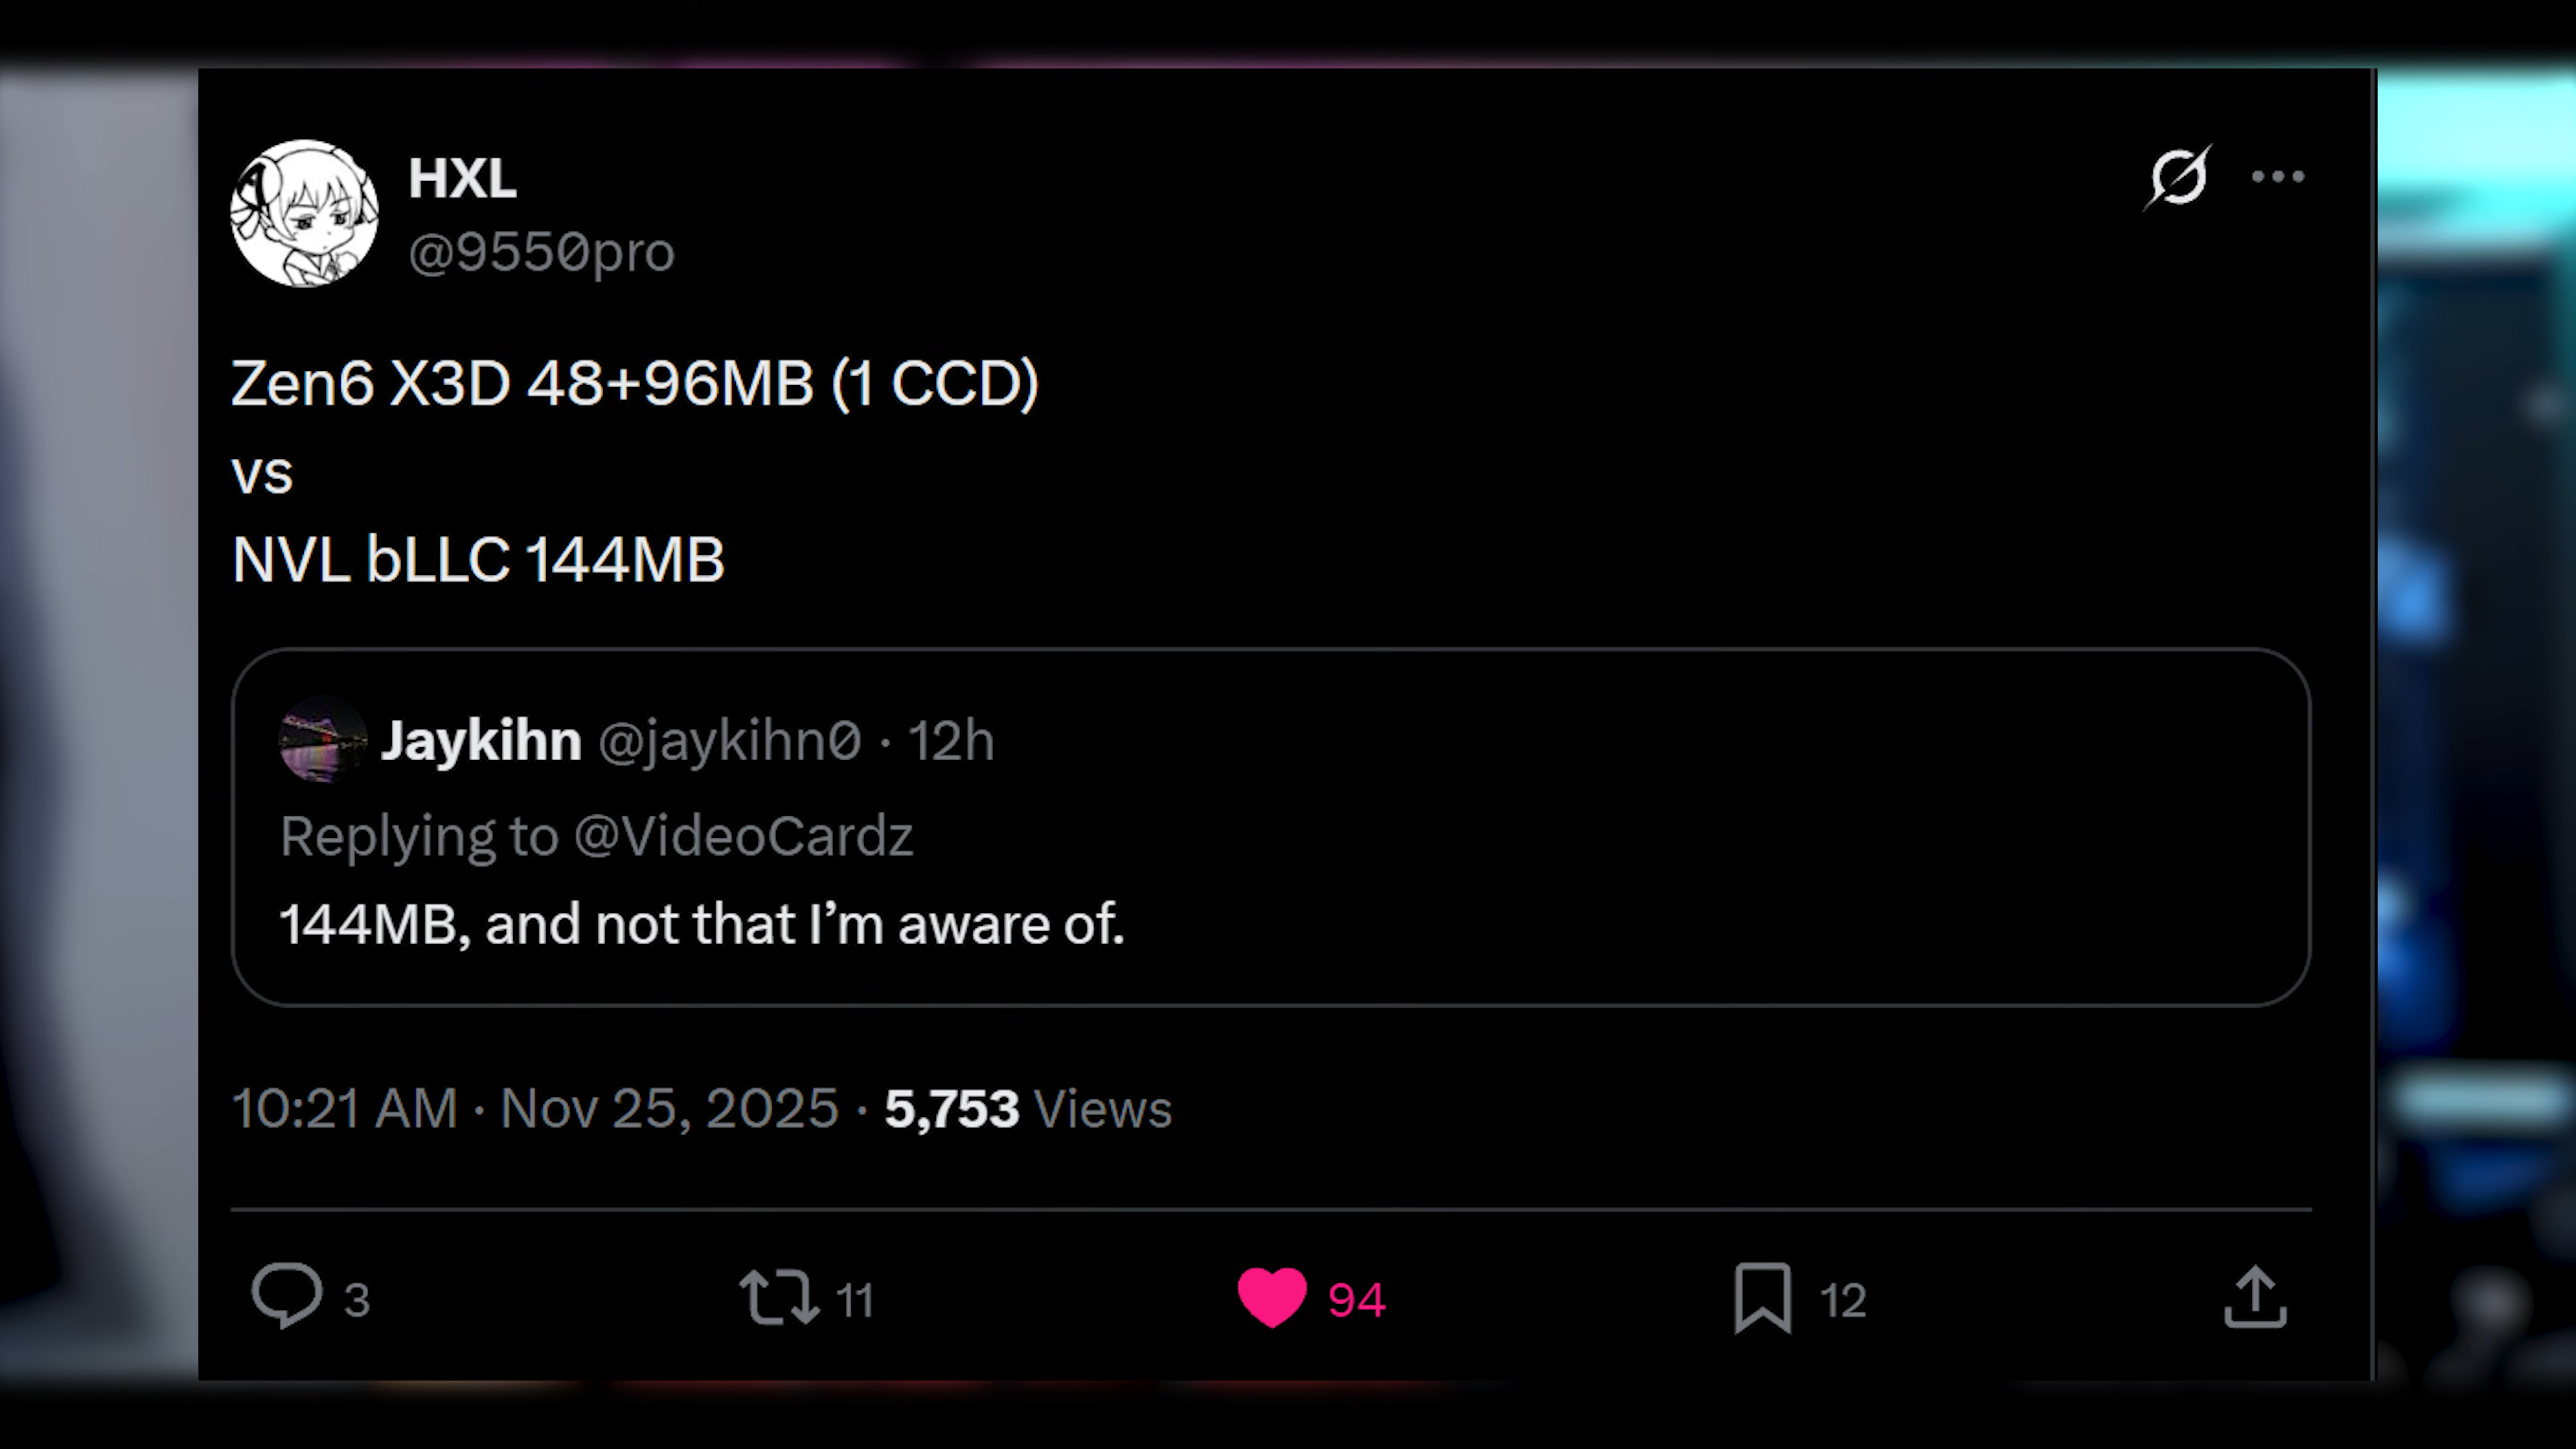 HXL
@9550pro
Zen6 X3D 48+96MB (1 CCD)
vs
NVL bLLC 144MB
Jaykihn @jaykihn0 · 12h
Replying to @VideoCardz
144MB, and not that I’m aware of.
10:21 AM · Nov 25, 2025 · 5,753 Views
3 11 94 12